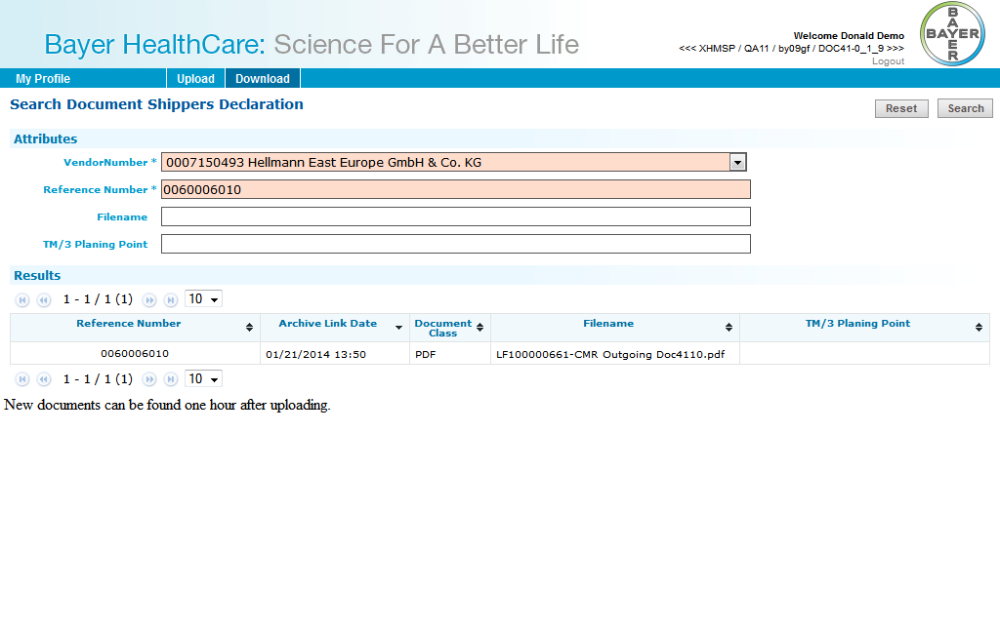 Bayer HealthCare: Science For A Better Life
Welcome Donald Demo
<<< XHMSP / QA11 / by09gf / DOC41-0_1_9 >>>
Logout
BAYER
BAYER
My Profile Upload Download
Search Document Shippers Declaration
Reset Search
Attributes
VendorNumber * 0007150493 Hellmann East Europe GmbH & Co. KG
Reference Number * 0060006010
Filename
TM/3 Planing Point
Results
1 - 1 / 1 (1) 10
Reference Number Archive Link Date Document Class Filename TM/3 Planing Point
0060006010 01/21/2014 13:50 PDF LF100000661-CMR Outgoing Doc4110.pdf
1 - 1 / 1 (1) 10
New documents can be found one hour after uploading.